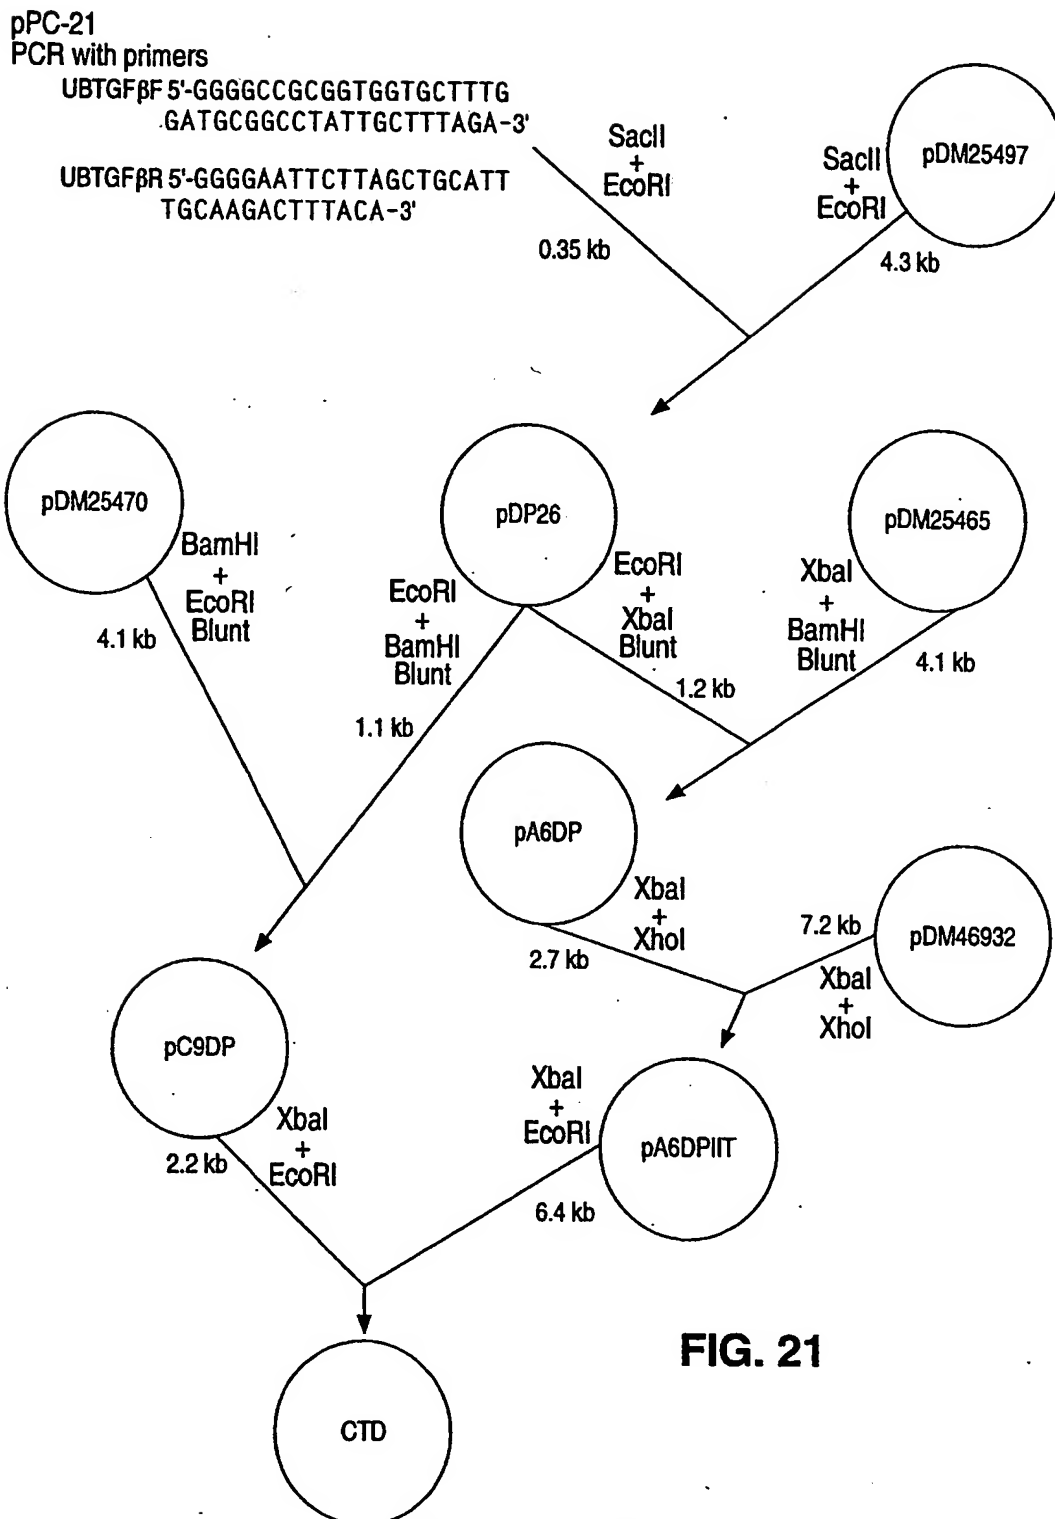 pPC-21
PCR with primers
UBTGFβF 5'-GGGGCCGCGGTGGTGCTTTG
GATGCGGCCTATTGCTTTAGA-3'
UBTGFβR 5'-GGGGAATTCTTAGCTGCATT
TGCAAGACTTTACA-3'
SacII
+
EcoRI
0.35 kb
SacII
+
EcoRI
pDM25497
4.3 kb
pDM25470
BamHI
+
EcoRI
Blunt
4.1 kb
pDP26
EcoRI
+
BamHI
Blunt
1.1 kb
EcoRI
+
XbaI
Blunt
1.2 kb
pDM25465
XbaI
+
BamHI
Blunt
4.1 kb
pA6DP
XbaI
+
XhoI
2.7 kb
7.2 kb
pDM46932
XbaI
+
XhoI
pC9DP
XbaI
+
EcoRI
2.2 kb
XbaI
+
EcoRI
pA6DPIIT
6.4 kb
FIG. 21
CTD